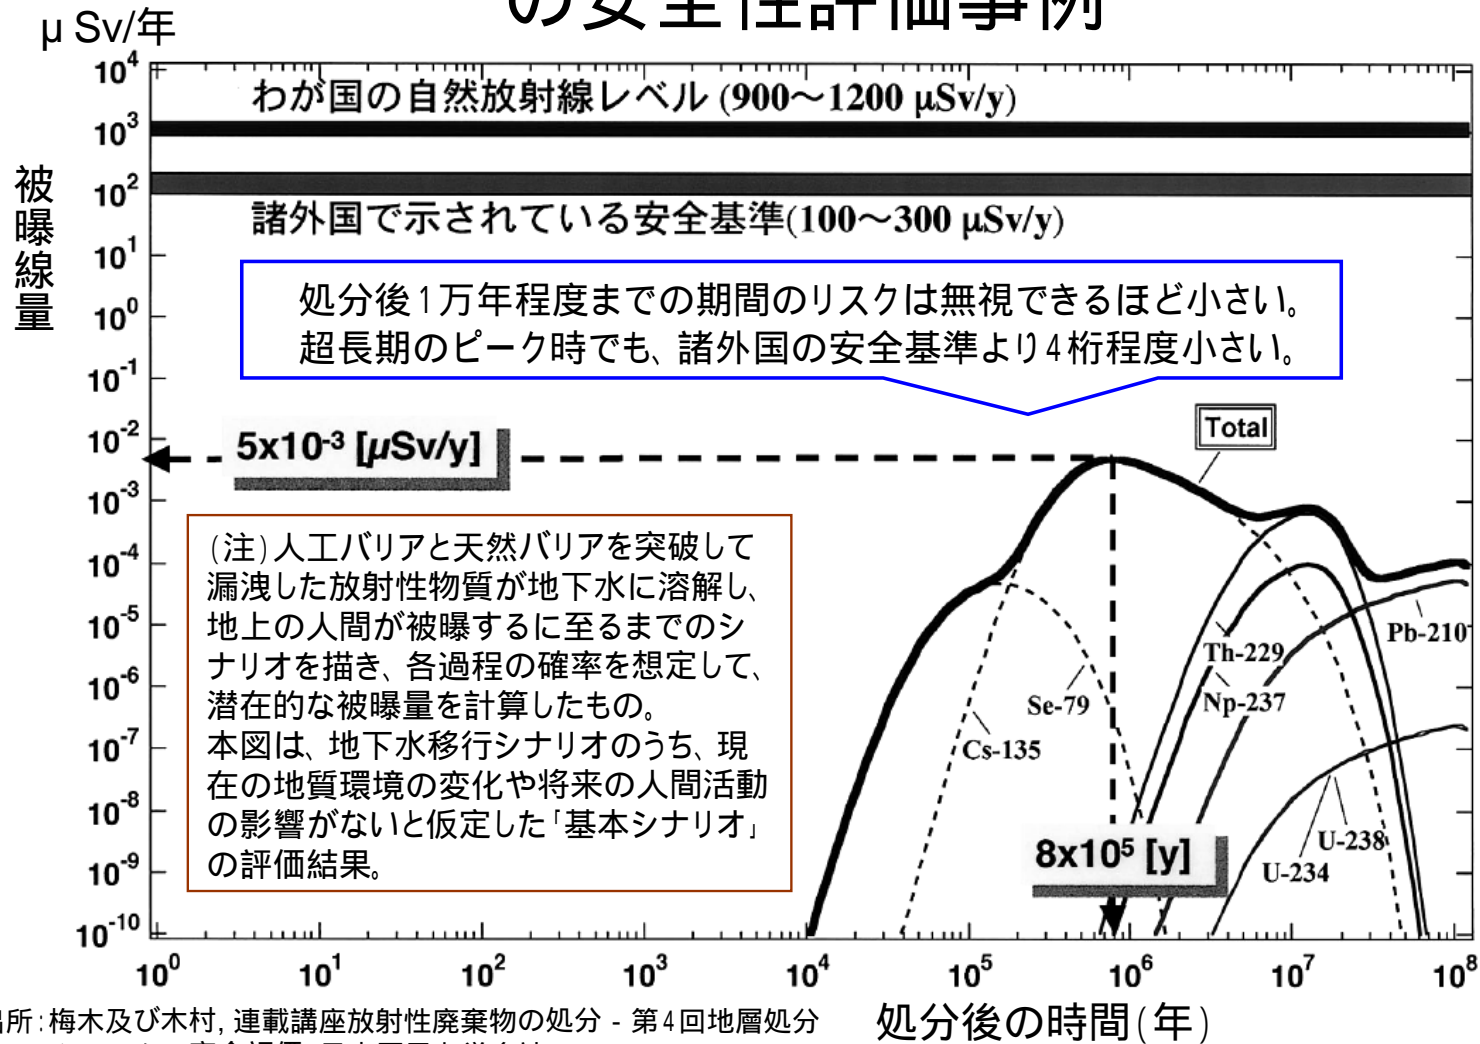 の安全性評価事例
μSv/年
被曝線量
10⁴
10³
10²
10¹
10⁰
10⁻¹
10⁻²
10⁻³
10⁻⁴
10⁻⁵
10⁻⁶
10⁻⁷
10⁻⁸
10⁻⁹
10⁻¹⁰
わが国の自然放射線レベル (900～1200 μSv/y)
諸外国で示されている安全基準(100～300 μSv/y)
処分後1万年程度までの期間のリスクは無視できるほど小さい。
超長期のピーク時でも、諸外国の安全基準より4桁程度小さい。
Total
5x10⁻³ [μSv/y]
(注)人工バリアと天然バリアを突破して
漏洩した放射性物質が地下水に溶解し、
地上の人間が被曝するに至るまでのシ
ナリオを描き、各過程の確率を想定して、
潜在的な被曝量を計算したもの。
本図は、地下水移行シナリオのうち、現
在の地質環境の変化や将来の人間活動
の影響がないと仮定した「基本シナリオ」
の評価結果。
Pb-210
Th-229
Np-237
Se-79
Cs-135
U-238
U-234
8x10⁵ [y]
10⁰ 10¹ 10² 10³ 10⁴ 10⁵ 10⁶ 10⁷ 10⁸
処分後の時間(年)
出所:梅木及び木村, 連載講座放射性廃棄物の処分 - 第4回地層処分